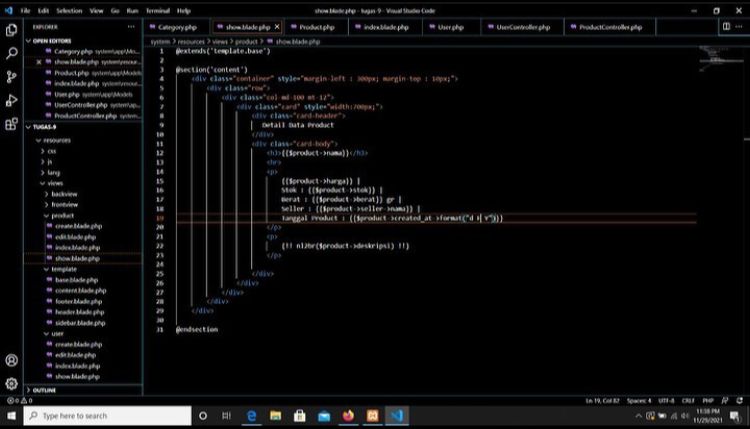 File Edit Selection View Go Run Terminal Help
show.blade.php - tugas-9 - Visual Studio Code
EXPLORER
OPEN EDITORS
Category.php system\app\Mo...
show.blade.php system\resour...
Product.php system\app\Models
index.blade.php system\resour...
User.php system\app\Models
UserController.php system\ap...
ProductController.php system...
TUGAS-9
resources
css
js
lang
views
backview
frontview
product
create.blade.php
edit.blade.php
index.blade.php
show.blade.php
template
base.blade.php
content.blade.php
footer.blade.php
header.blade.php
sidebar.blade.php
user
create.blade.php
edit.blade.php
index.blade.php
show.blade.php
OUTLINE
Category.php show.blade.php Product.php index.blade.php User.php UserController.php ProductController.php
system > resources > views > product > show.blade.php
1 @extends('template.base')
2
3 @section('content')
4 <div class="container" style="margin-left : 300px; margin-top : 10px;">
5 <div class="row">
6 <div class="col md-100 mt-12">
7 <div class="card" style="width:700px;">
8 <div class="card-header">
9 Detail Data Product
10 </div>
11 <div class="card-body">
12 <h3>{{$product->nama}}</h3>
13 <hr>
14 <p>
15 {{$product->harga}} |
16 Stok : {{$product->stok}} |
17 Berat : {{$product->berat}} gr |
18 Seller : {{$product->seller->nama}} |
19 Tanggal Product : {{$product->created_at->format("d F Y")}}
20 </p>
21 <p>
22 {!! nl2br($product->deskripsi) !!}
23 </p>
24
25 </div>
26 </div>
27 </div>
28 </div>
29 </div>
30
31 @endsection
0 0
Ln 19, Col 82 Spaces: 4 UTF-8 CRLF PHP
Type here to search
11:38 PM
11/29/2021